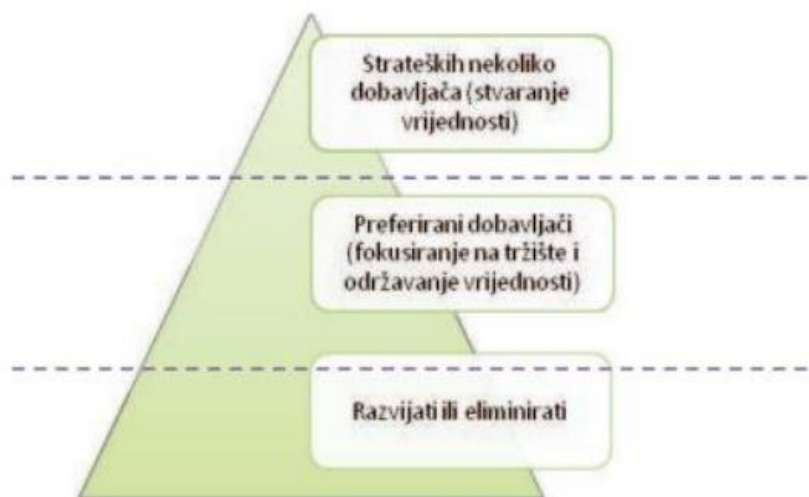 Strateških nekoliko
dobavljača (stvaranje
vrijednosti)
Preferirani dobavljači
(fokusiranje na tržište i
održavanje vrijednosti)
Razvijati ili eliminirati